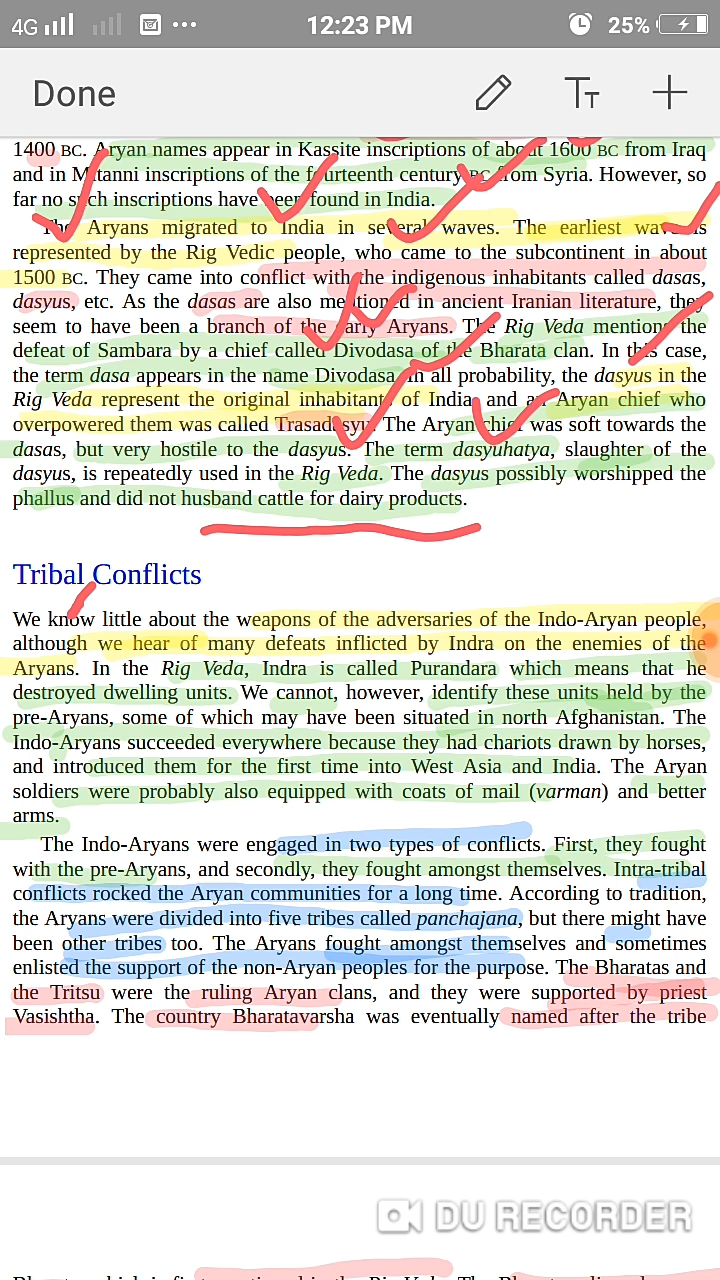 4G 12:23 PM 25%
Done TT
1400 BC. Aryan names appear in Kassite inscriptions of about 1600 BC from Iraq
and in Mitanni inscriptions of the fourteenth century BC from Syria. However, so
far no such inscriptions have been found in India.
The Aryans migrated to India in several waves. The earliest wave is
represented by the Rig Vedic people, who came to the subcontinent in about
1500 BC. They came into conflict with the indigenous inhabitants called dasas,
dasyus, etc. As the dasas are also mentioned in ancient Iranian literature, they
seem to have been a branch of the early Aryans. The Rig Veda mentions the
defeat of Sambara by a chief called Divodasa of the Bharata clan. In this case,
the term dasa appears in the name Divodasa. In all probability, the dasyus in the
Rig Veda represent the original inhabitants of India, and an Aryan chief who
overpowered them was called Trasadasyu. The Aryan chief was soft towards the
dasas, but very hostile to the dasyus. The term dasyuhatya, slaughter of the
dasyus, is repeatedly used in the Rig Veda. The dasyus possibly worshipped the
phallus and did not husband cattle for dairy products.
Tribal Conflicts
We know little about the weapons of the adversaries of the Indo-Aryan people,
although we hear of many defeats inflicted by Indra on the enemies of the
Aryans. In the Rig Veda, Indra is called Purandara which means that he
destroyed dwelling units. We cannot, however, identify these units held by the
pre-Aryans, some of which may have been situated in north Afghanistan. The
Indo-Aryans succeeded everywhere because they had chariots drawn by horses,
and introduced them for the first time into West Asia and India. The Aryan
soldiers were probably also equipped with coats of mail (varman) and better
arms.
The Indo-Aryans were engaged in two types of conflicts. First, they fought
with the pre-Aryans, and secondly, they fought amongst themselves. Intra-tribal
conflicts rocked the Aryan communities for a long time. According to tradition,
the Aryans were divided into five tribes called panchajana, but there might have
been other tribes too. The Aryans fought amongst themselves and sometimes
enlisted the support of the non-Aryan peoples for the purpose. The Bharatas and
the Tritsu were the ruling Aryan clans, and they were supported by priest
Vasishtha. The country Bharatavarsha was eventually named after the tribe
DU RECORDER